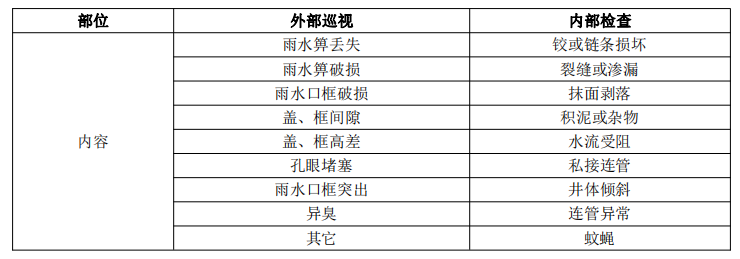 部位 外部巡视 内部检查
雨水箅丢失 铰或链条损坏
雨水箅破损 裂缝或渗漏
雨水口框破损 抹面剥落
盖、框间隙 积泥或杂物
内容 盖、框高差 水流受阻
孔眼堵塞 私接连管
雨水口框突出 井体倾斜
异臭 连管异常
其它 蚊蝇